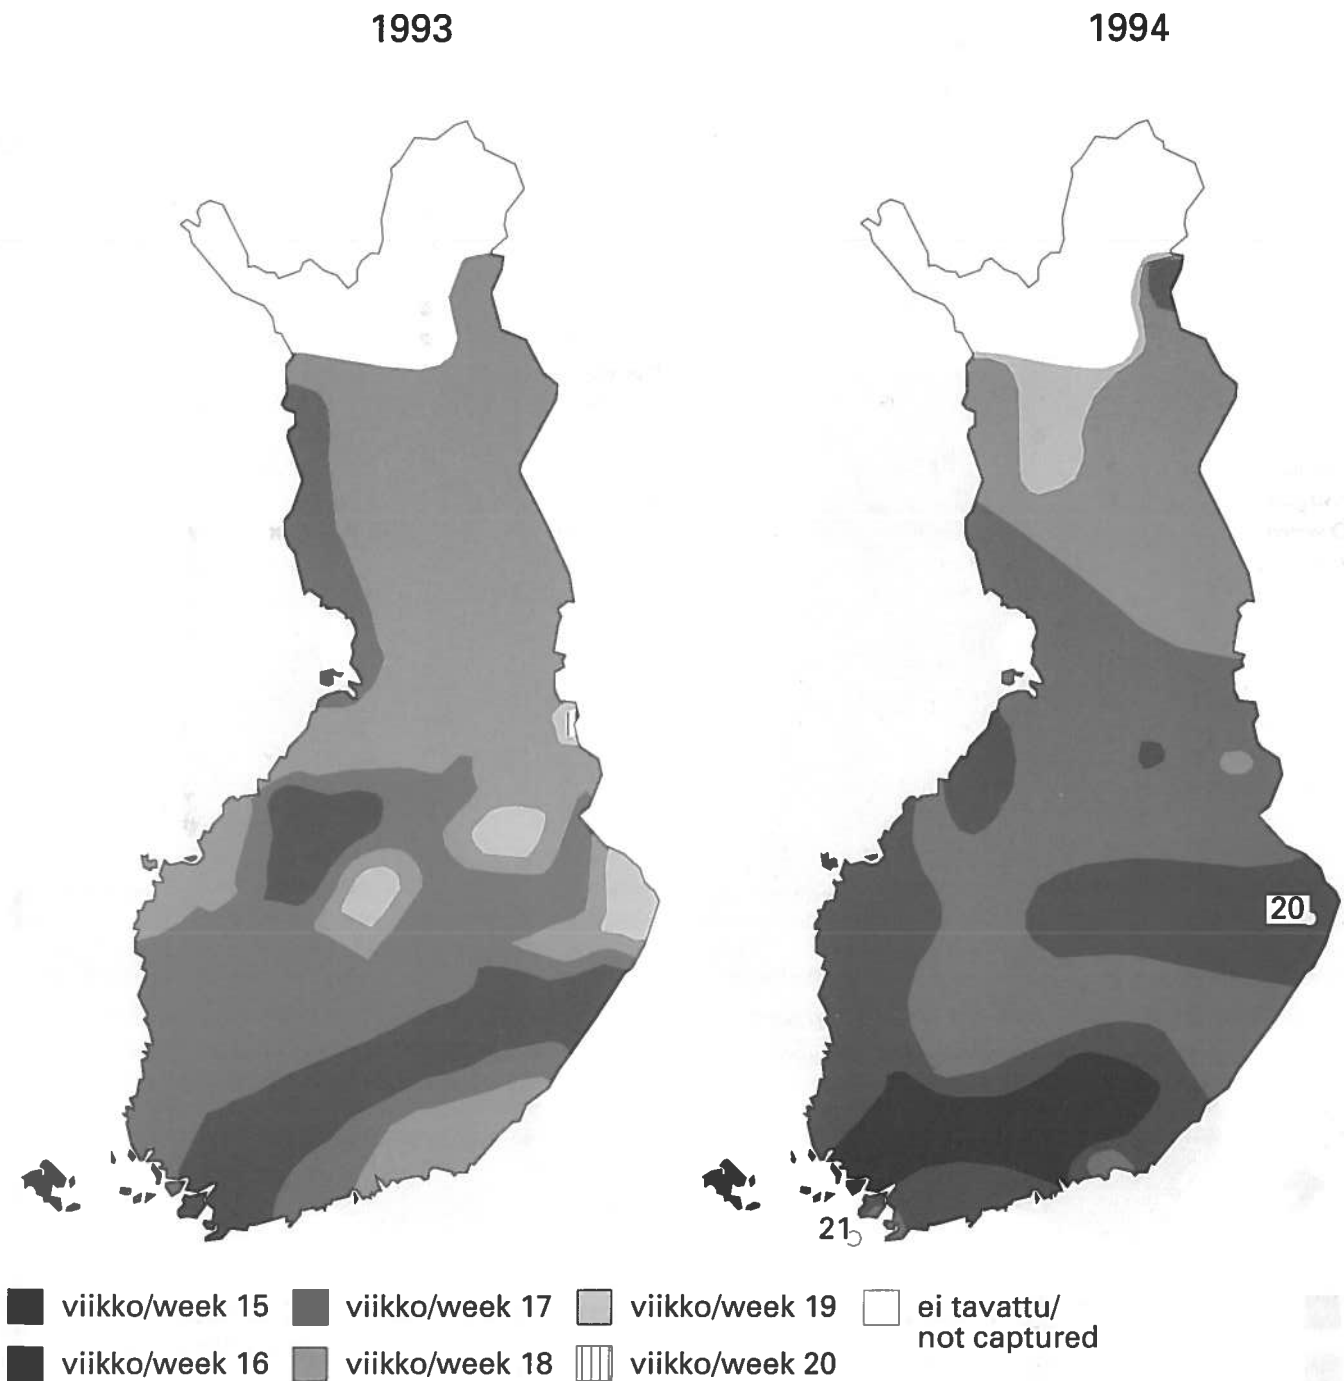 1993
1994
20
21
viikko/week 15
viikko/week 17
viikko/week 19
ei tavattu/
not captured
viikko/week 16
viikko/week 18
viikko/week 20